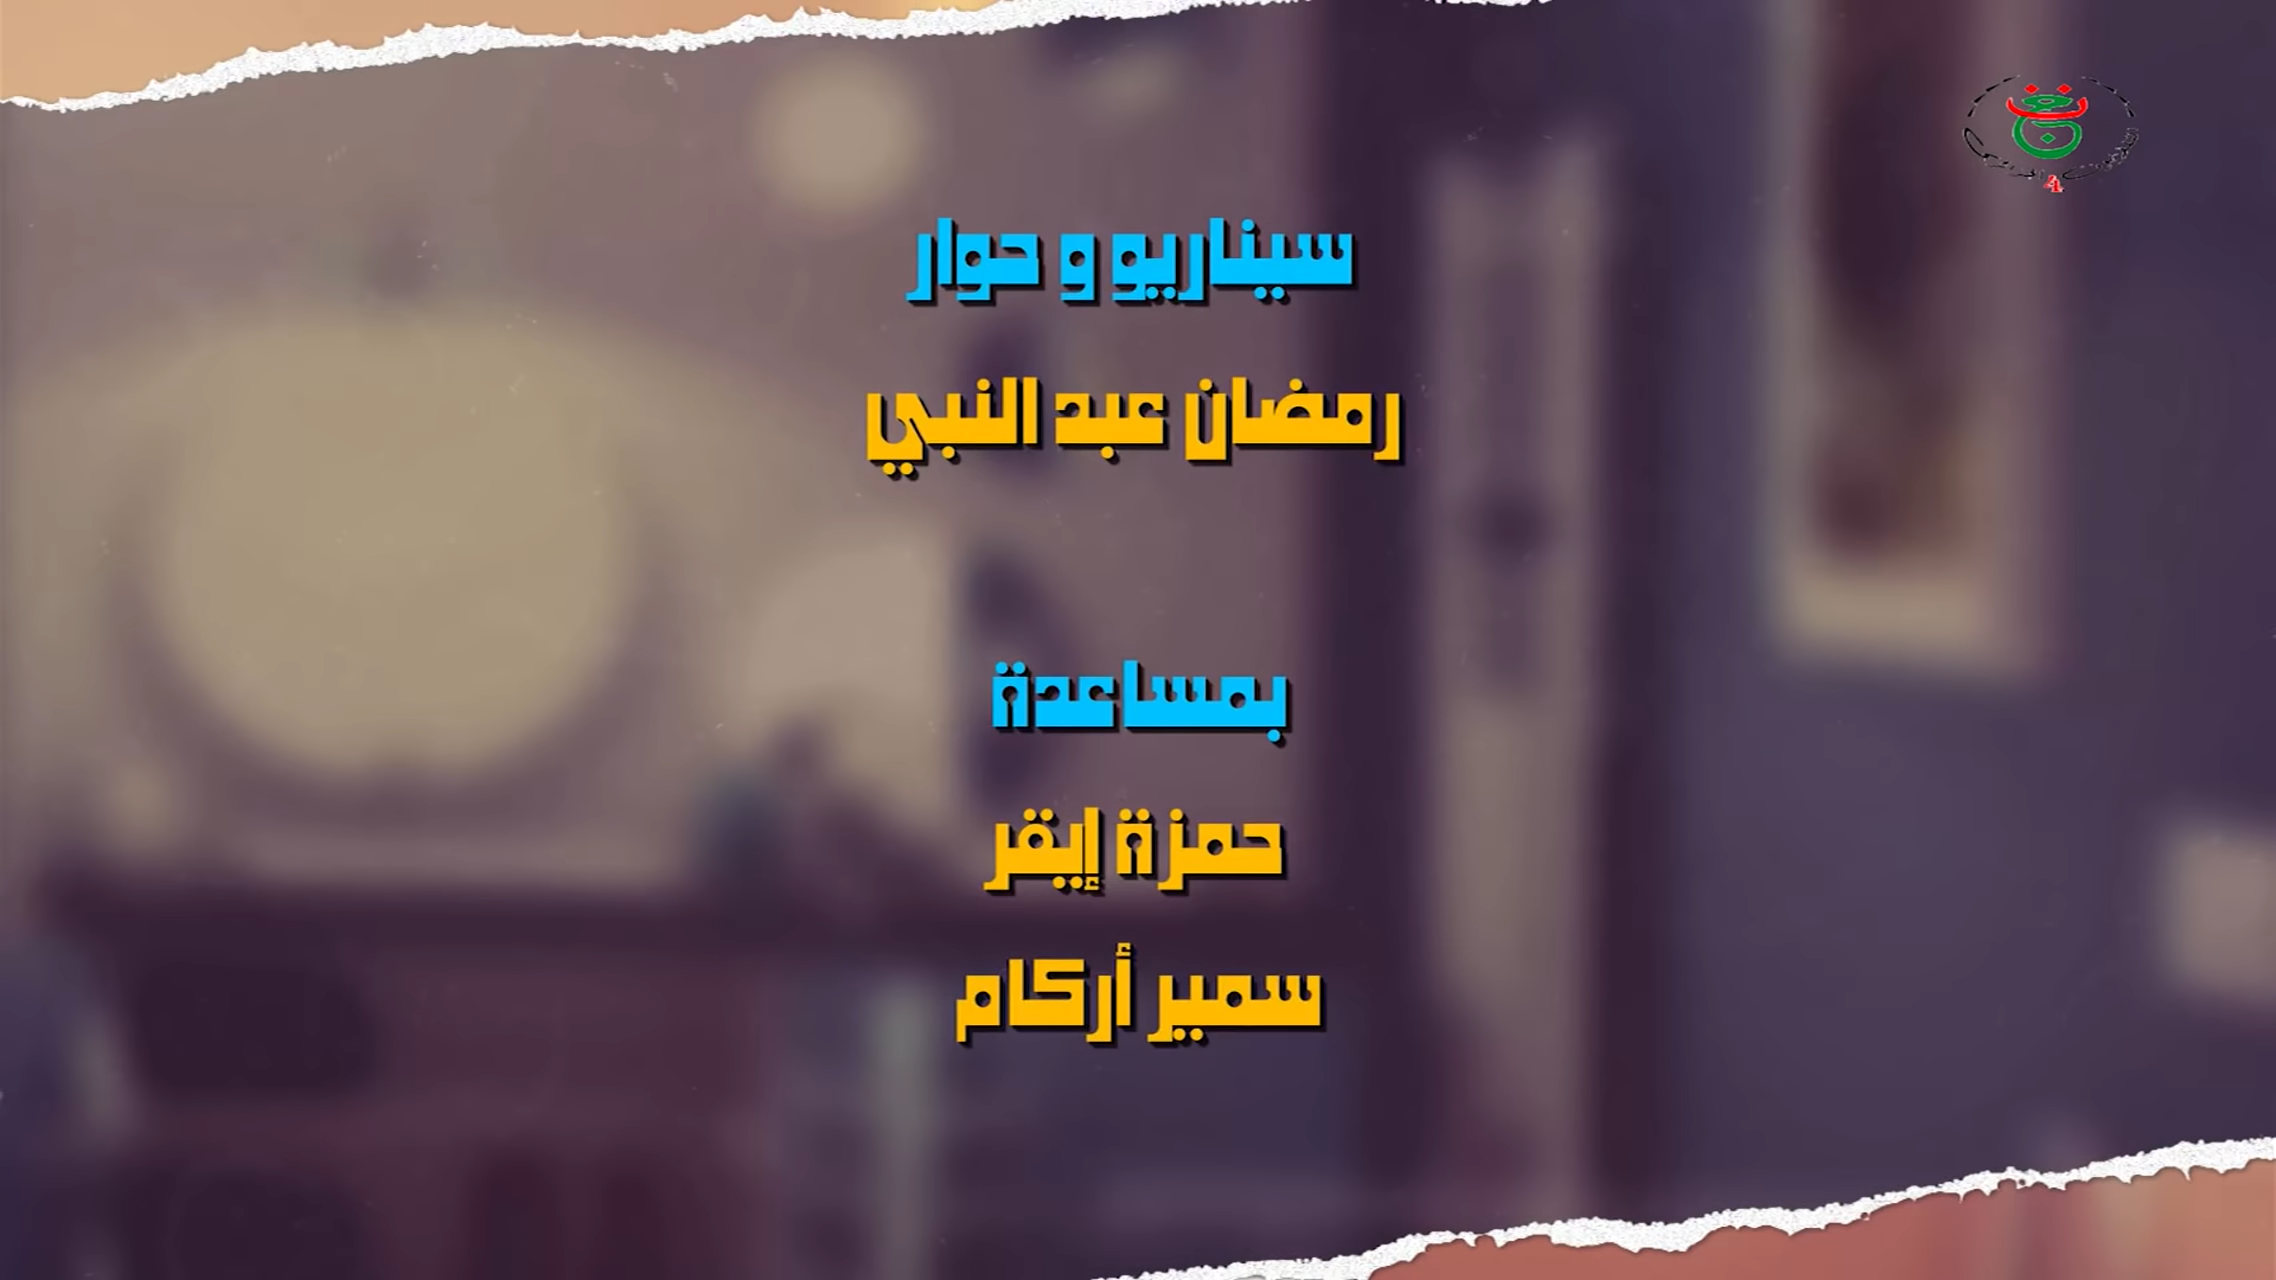 سيناريو و حوار
رمضان عبد النبي
بمساعدة
حمزة إيقر
سمير أركام